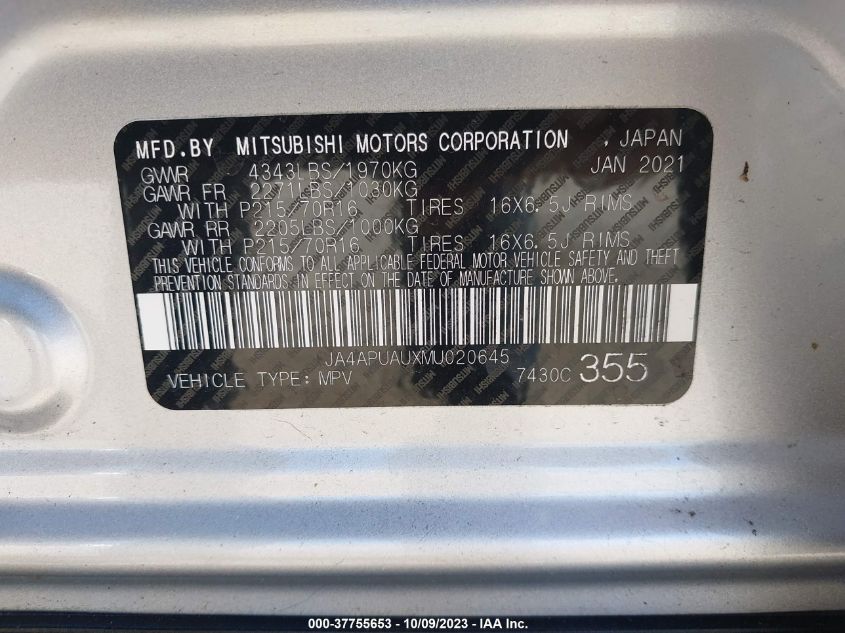 MFD.BY MITSUBISHI MOTORS CORPORATION , JAPAN
GVWR 4343LBS/1970KG JAN 2021
GAWR FR 2271LBS/1030KG
WITH P215/70R16 TIRES 16X6.5J RIMS
GAWR RR 2205LBS/1000KG
WITH P215/70R16 TIRES 16X6.5J RIMS
THIS VEHICLE CONFORMS TO ALL APPLICABLE FEDERAL MOTOR VEHICLE SAFETY AND THEFT
PREVENTION STANDARDS IN EFFECT ON THE DATE OF MANUFACTURE SHOWN ABOVE.
JA4APUAUXMU020645
VEHICLE TYPE: MPV 7430C 355
000-37755653 - 10/09/2023 - IAA Inc.